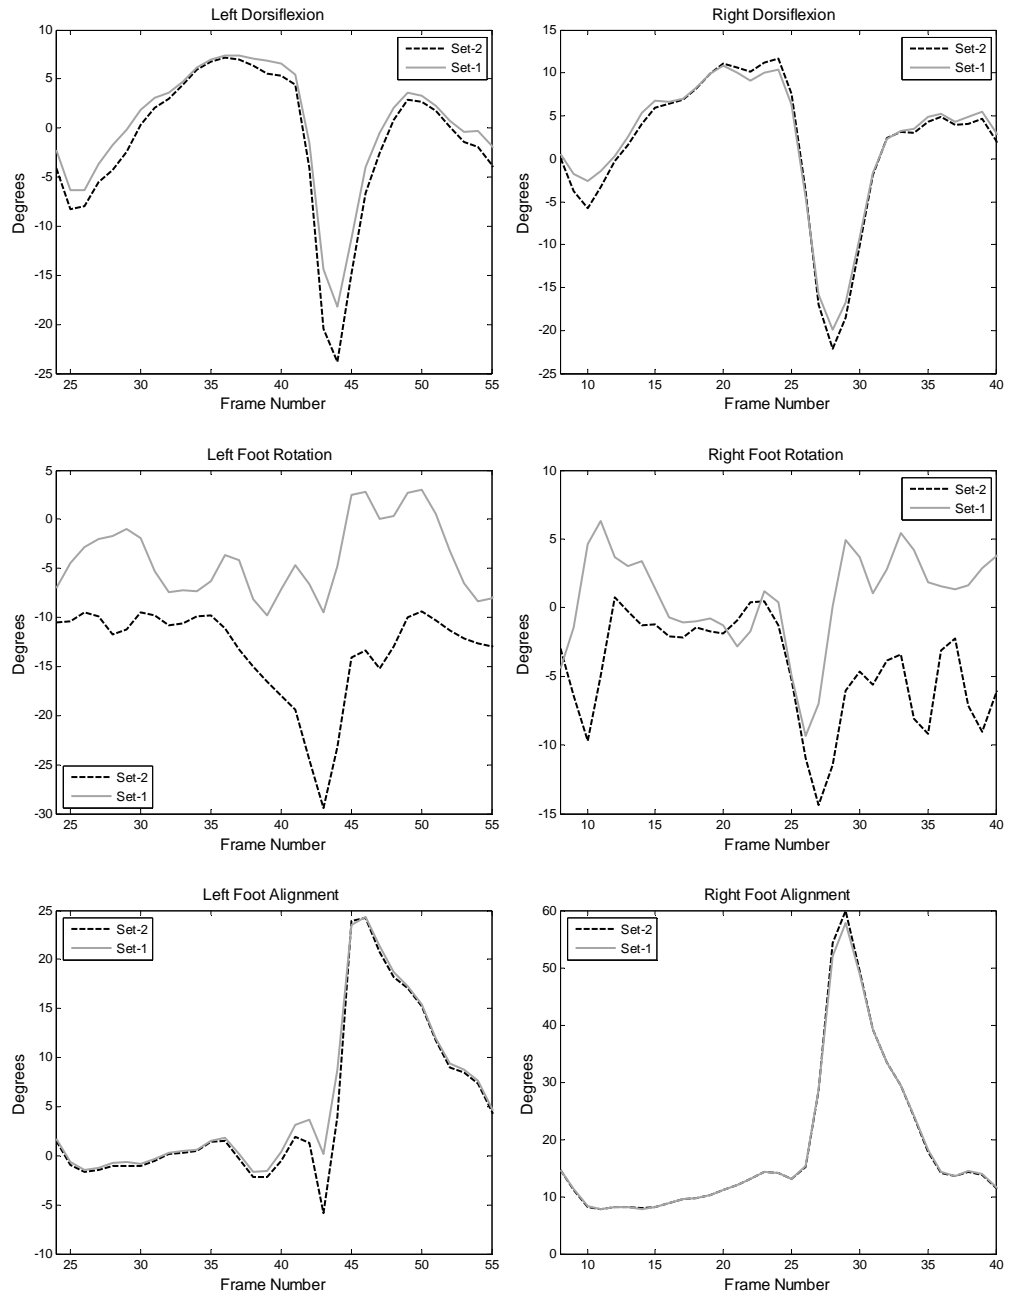 Left Dorsiflexion
10
5
0
-5
-10
-15
-20
-25
Degrees
Set-2
Set-1
25 30 35 40 45 50 55
Frame Number
Right Dorsiflexion
15
10
5
0
-5
-10
-15
-20
-25
Degrees
Set-2
Set-1
10 15 20 25 30 35 40
Frame Number
Left Foot Rotation
5
0
-5
-10
-15
-20
-25
-30
Degrees
Set-2
Set-1
25 30 35 40 45 50 55
Frame Number
Right Foot Rotation
10
5
0
-5
-10
-15
Degrees
Set-2
Set-1
10 15 20 25 30 35 40
Frame Number
Left Foot Alignment
25
20
15
10
5
0
-5
-10
Degrees
Set-2
Set-1
25 30 35 40 45 50 55
Frame Number
Right Foot Alignment
60
50
40
30
20
10
0
Degrees
Set-2
Set-1
10 15 20 25 30 35 40
Frame Number